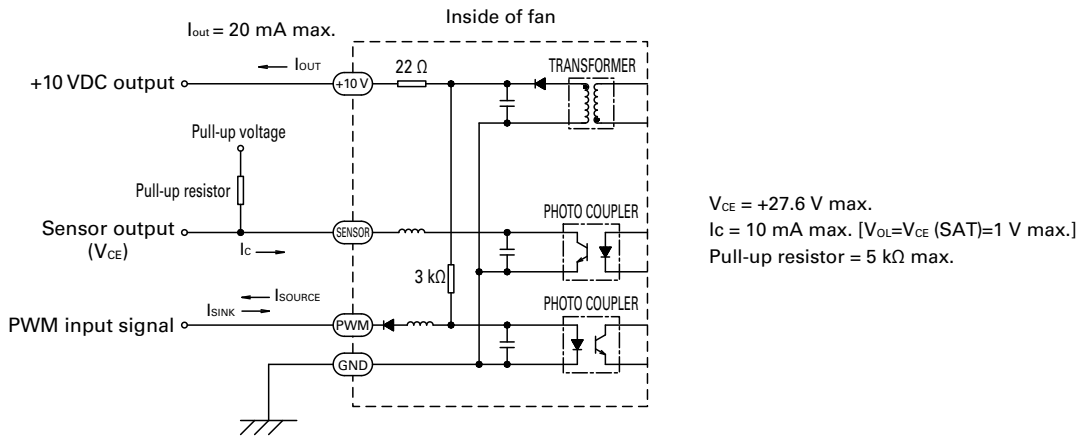 Inside of fan
Iout = 20 mA max.
IOUT
22 Ω
TRANSFORMER
+10 VDC output
+10 V
Pull-up voltage
Pull-up resistor
PHOTO COUPLER
VCE = +27.6 V max.
Sensor output
SENSOR
(VCE)
Ic
Ic = 10 mA max. [VOL=VCE (SAT)=1 V max.]
Pull-up resistor = 5 kΩ max.
3 kΩ
ISOURCE
PHOTO COUPLER
ISINK
PWM input signal
PWM
GND